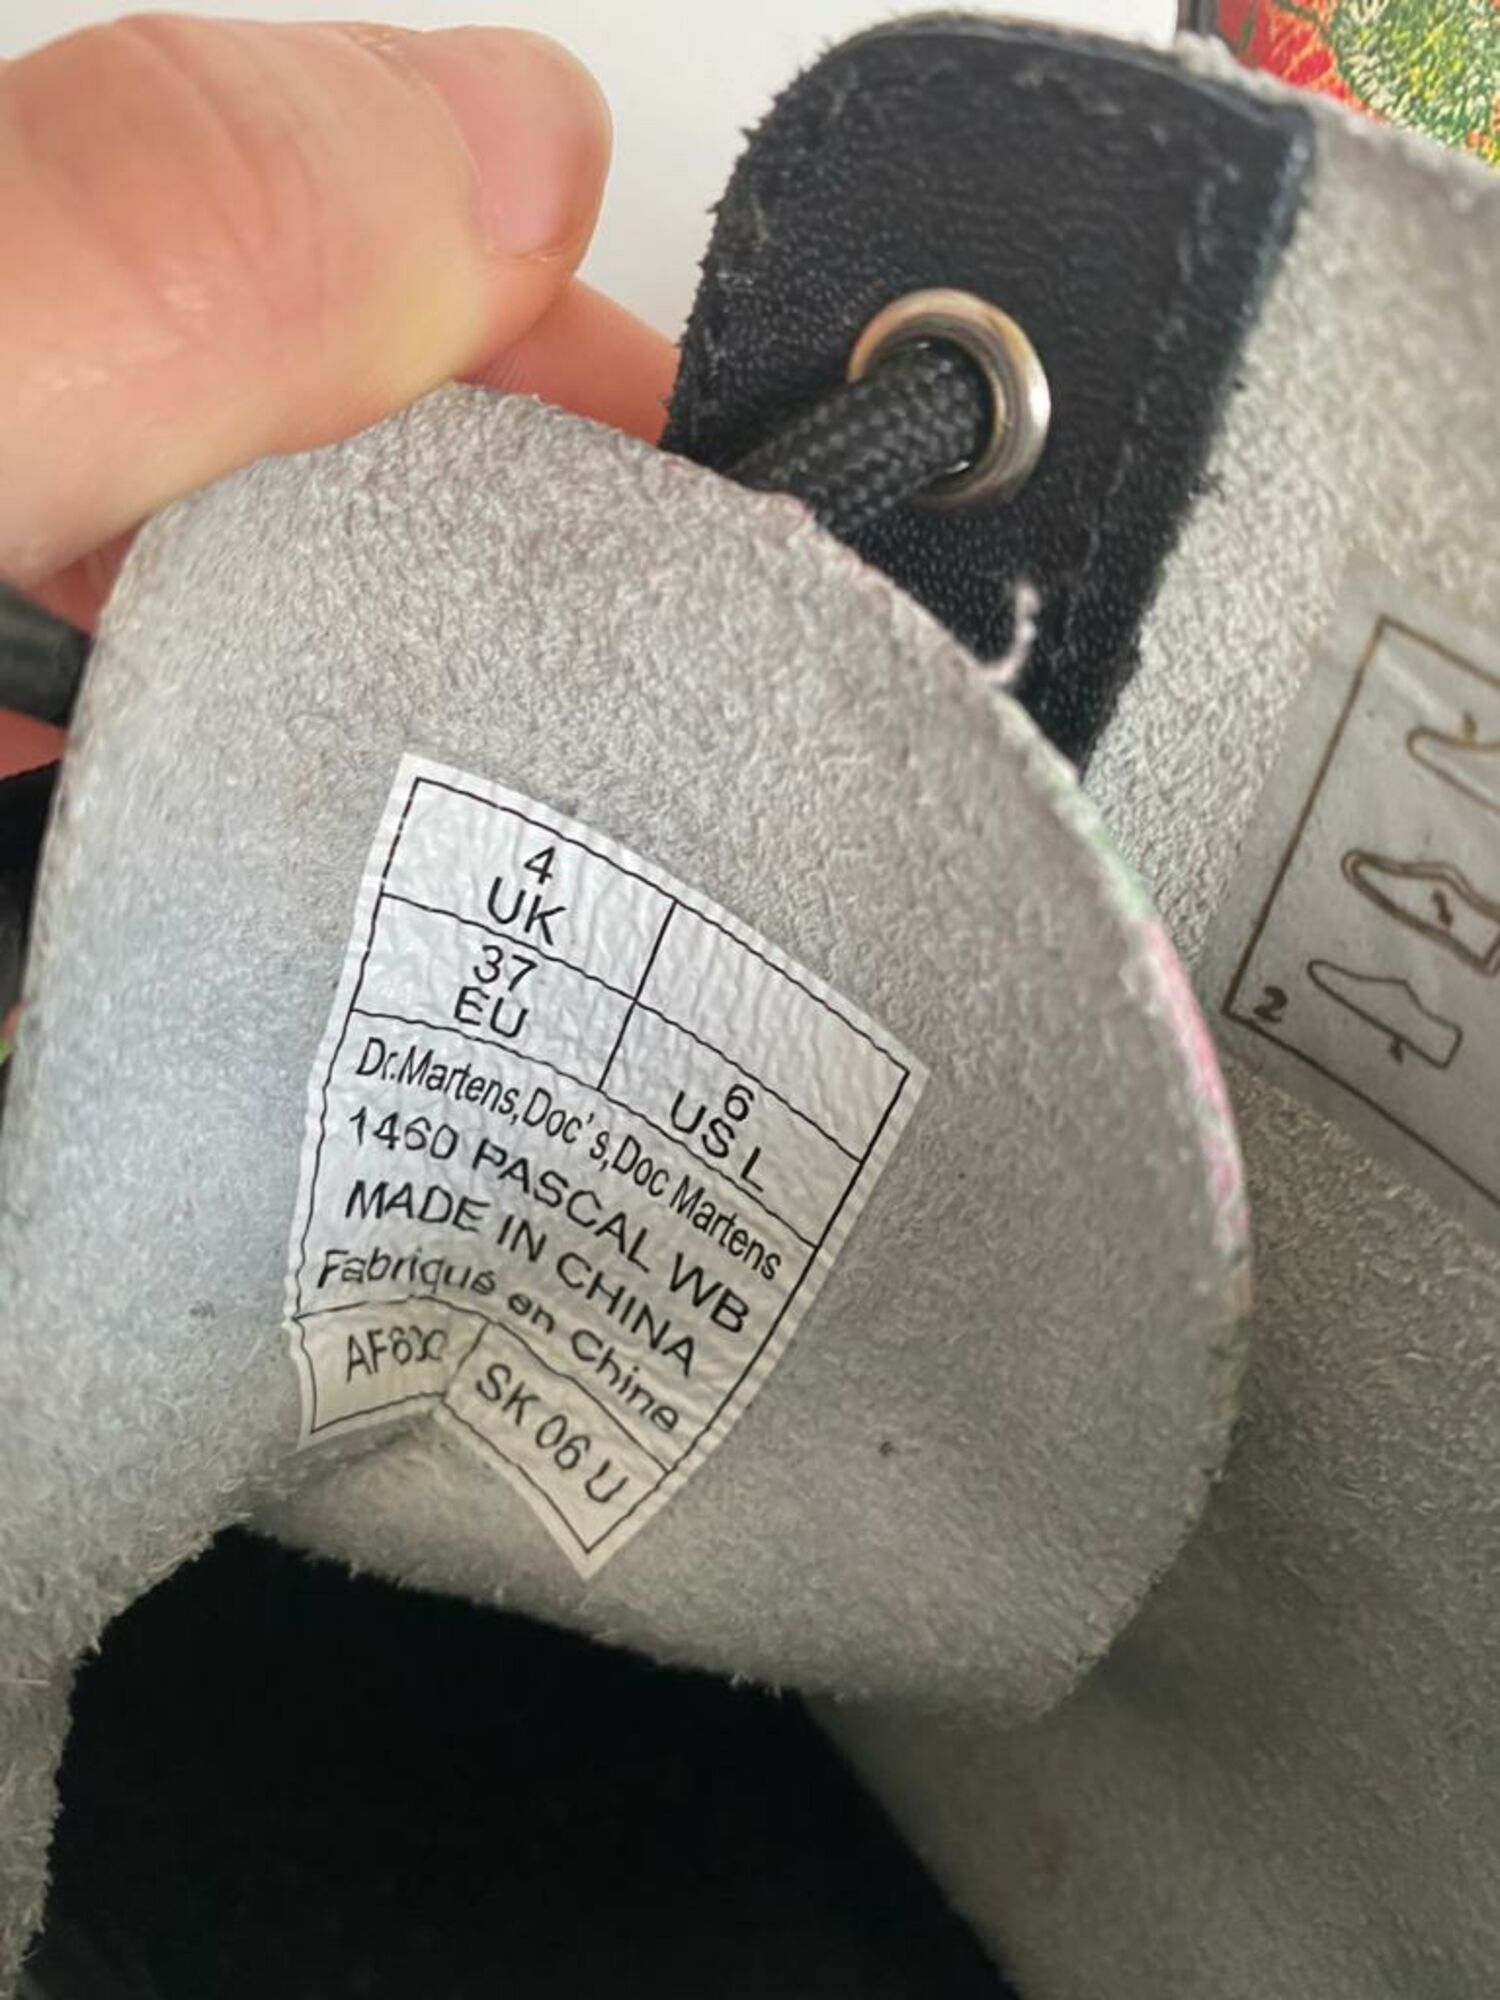 4
UK
37
EU
6
US L
Dr.Martens,Doc's,Doc Martens
1460 PASCAL WB
MADE IN CHINA
Fabriqué en Chine
SK 06 U
2